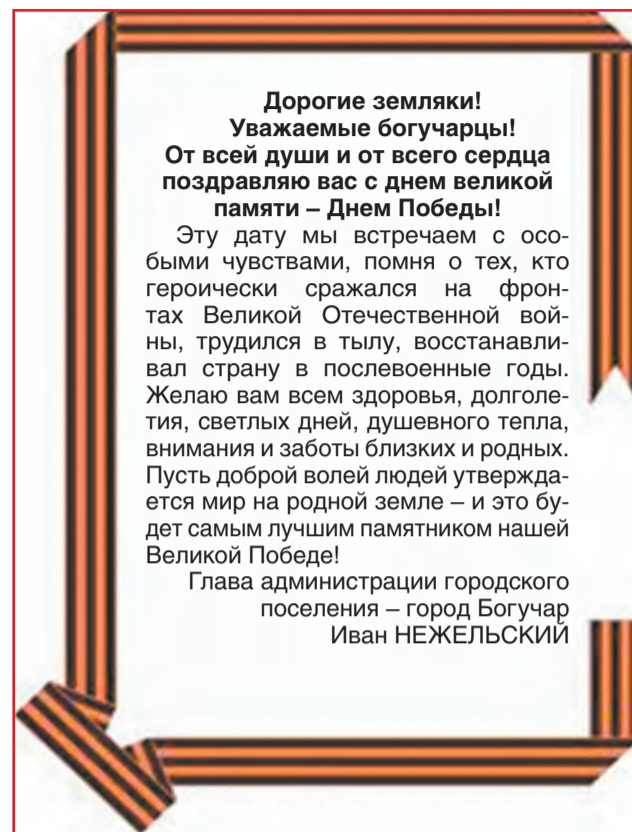 Дорогие земляки!
Уважаемые богучарцы!
От всей души и от всего сердца
поздравляю вас с днем великой
памяти – Днем Победы!
Эту дату мы встречаем с осо-
быми чувствами, помня о тех, кто
героически сражался на фрон-
тах Великой Отечественной вой-
ны, трудился в тылу, восстанавли-
вал страну в послевоенные годы.
Желаю вам всем здоровья, долголе-
тия, светлых дней, душевного тепла,
внимания и заботы близких и родных.
Пусть доброй волей людей утвержда-
ется мир на родной земле – и это бу-
дет самым лучшим памятником нашей
Великой Победе!
Глава администрации городского
поселения – город Богучар
Иван НЕЖЕЛЬСКИЙ